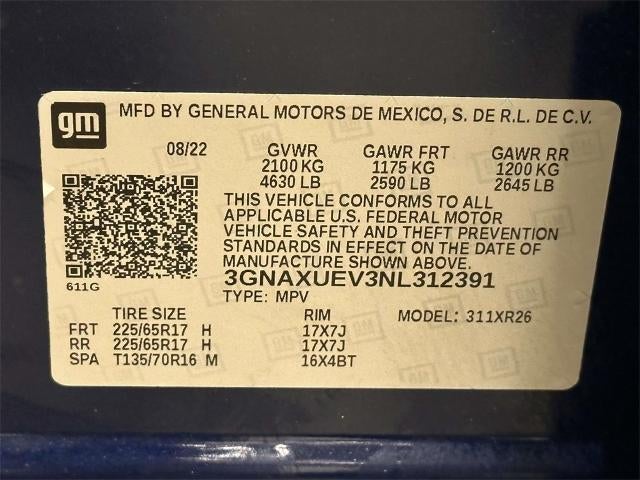 gm
MFD BY GENERAL MOTORS DE MEXICO, S. DE R.L. DE C.V.
08/22 GVWR GAWR FRT GAWR RR
2100 KG 1175 KG 1200 KG
4630 LB 2590 LB 2645 LB
THIS VEHICLE CONFORMS TO ALL
APPLICABLE U.S. FEDERAL MOTOR
VEHICLE SAFETY AND THEFT PREVENTION
STANDARDS IN EFFECT ON THE DATE OF
MANUFACTURE SHOWN ABOVE.
611G
3GNAXUEV3NL312391
TYPE: MPV
TIRE SIZE RIM MODEL: 311XR26
FRT 225/65R17 H 17X7J
RR 225/65R17 H 17X7J
SPA T135/70R16 M 16X4BT